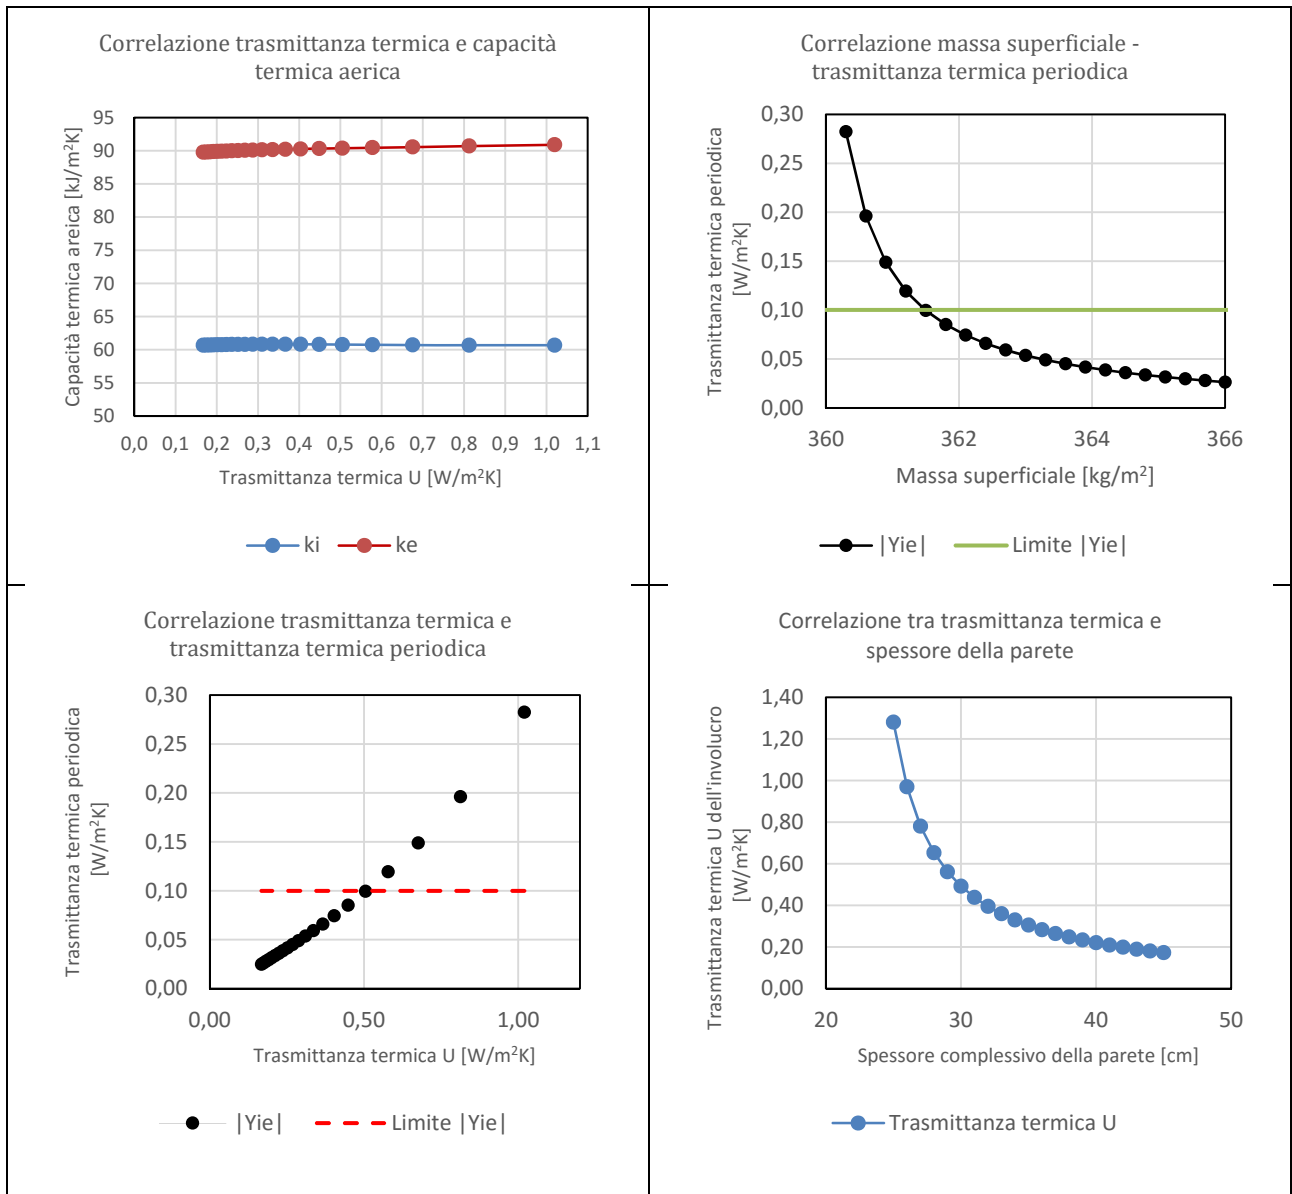 Correlazione trasmittanza termica e capacità
termica aerica
Capacità termica areica [kJ/m²K]
95
90
85
80
75
70
65
60
55
50
0,0 0,1 0,2 0,3 0,4 0,5 0,6 0,7 0,8 0,9 1,0 1,1
Trasmittanza termica U [W/m²K]
ki ke
Correlazione massa superficiale -
trasmittanza termica periodica
Trasmittanza termica periodica
[W/m²K]
0,30
0,25
0,20
0,15
0,10
0,05
0,00
360 362 364 366
Massa superficiale [kg/m²]
|Yie| Limite |Yie|
Correlazione trasmittanza termica e
trasmittanza termica periodica
Trasmittanza termica periodica
[W/m²K]
0,30
0,25
0,20
0,15
0,10
0,05
0,00
0,00 0,50 1,00
Trasmittanza termica U [W/m²K]
|Yie| Limite |Yie|
Correlazione tra trasmittanza termica e
spessore della parete
Trasmittanza termica U dell'involucro
[W/m²K]
1,40
1,20
1,00
0,80
0,60
0,40
0,20
0,00
20 30 40 50
Spessore complessivo della parete [cm]
Trasmittanza termica U